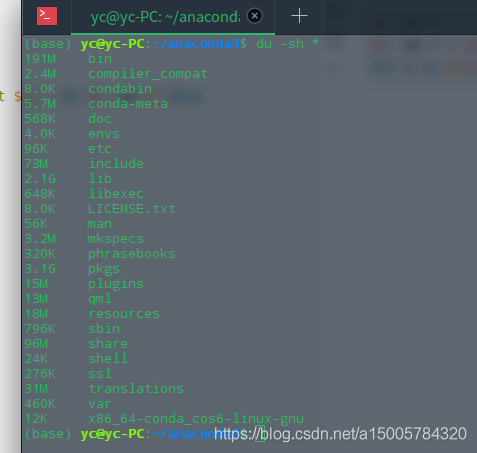 yc@yc-PC: ~/anaconda
(base) yc@yc-PC:~/anaconda3$ du -sh *
191M bin
2.4M compiler_compat
8.0K condabin
5.7M conda-meta
568K doc
4.0K envs
96K etc
73M include
2.1G lib
648K libexec
8.0K LICENSE.txt
56K man
3.2M mkspecs
320K phrasebooks
3.1G pkgs
15M plugins
13M qml
18M resources
796K sbin
96M share
24K shell
276K ssl
31M translations
460K var
12K x86_64-conda_cos6-linux-gnu
(base) yc@yc-PC:~/anaconda3$
https://blog.csdn.net/a15005784320
t $